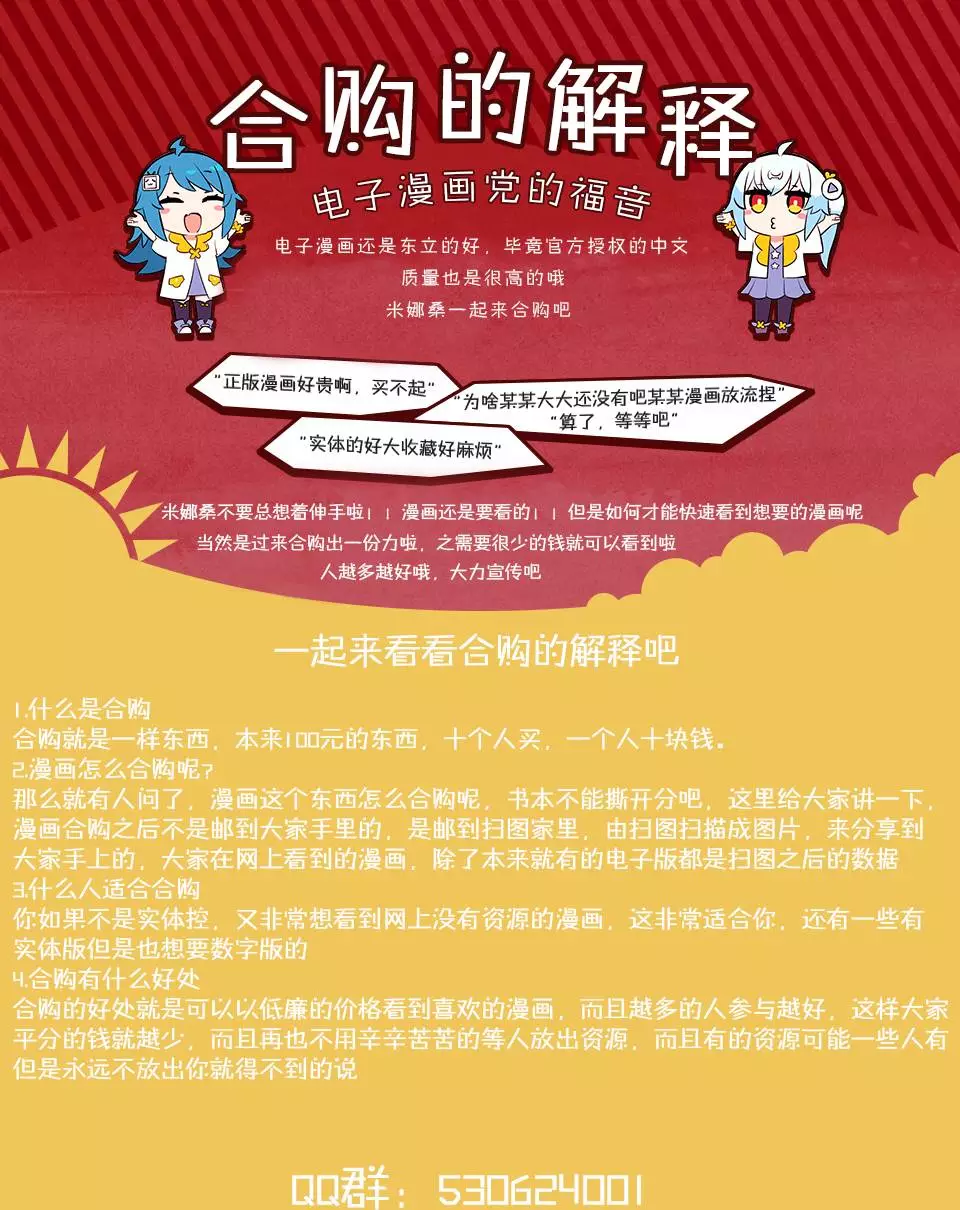 合购的解释
电子漫画党的福音
电子漫画还是东立的好，毕竟官方授权的中文
质量也是很高的哦
米娜桑一起来合购吧
“正版漫画好贵啊，买不起”
“为啥某某大大还没有吧某某漫画放流捏”
“算了，等等吧”
“实体的好大收藏好麻烦”
米娜桑不要总想着伸手啦！！漫画还是要看的！！但是如何才能快速看到想要的漫画呢
当然是过来合购出一份力啦，之需要很少的钱就可以看到啦
人越多越好哦，大力宣传吧
一起来看看合购的解释吧
1.什么是合购
合购就是一样东西，本来100元的东西，十个人买，一个人十块钱。
2.漫画怎么合购呢?
那么就有人问了，漫画这个东西怎么合购呢，书本不能撕开分吧，这里给大家讲一下，
漫画合购之后不是邮到大家手里的，是邮到扫图家里，由扫图扫描成图片，来分享到
大家手上的，大家在网上看到的漫画，除了本来就有的电子版都是扫图之后的数据
3.什么人适合合购
你如果不是实体控，又非常想看到网上没有资源的漫画，这非常适合你，还有一些有
实体版但是也想要数字版的
4.合购有什么好处
合购的好处就是可以以低廉的价格看到喜欢的漫画，而且越多的人参与越好，这样大家
平分的钱就越少，而且再也不用辛辛苦苦的等人放出资源，而且有的资源可能一些人有
但是永远不放出你就得不到的说
QQ群：530624001